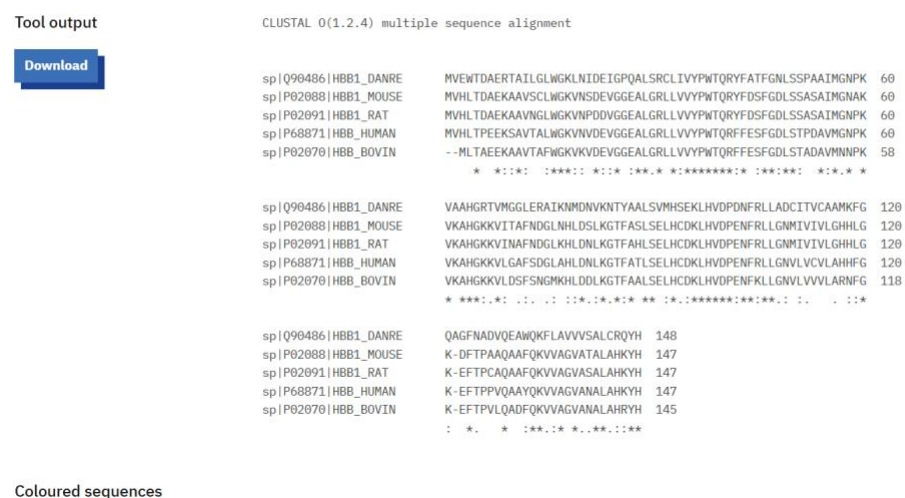 Tool output
Download
CLUSTAL O(1.2.4) multiple sequence alignment
sp|Q90486|HBB1_DANRE      MVEWTDAERTAILGLWGKLNIDEIGPQALSRCLIVYPWTQRYFATFGNLSSPAAIMGNPK 60
sp|P02088|HBB1_MOUSE      MVHLTDAEKAAVSCLWGKVNSDEVGGEALGRLLVVYPWTQRYFDSFGDLSSASAIMGNAK 60
sp|P02091|HBB1_RAT        MVHLTDAEKAAVNGLWGKVNPDDVGGEALGRLLVVYPWTQRYFDSFGDLSSASAIMGNPK 60
sp|P68871|HBB_HUMAN       MVHLTPEEKSAVTALWGKVNVDEVGGEALGRLLVVYPWTQRFFESFGDLSTPDAVMGNPK 60
sp|P02070|HBB_BOVIN       --MLTAEEKAAVTAFWGKVKVDEVGGEALGRLLVVYPWTQRFFESFGDLSTADAVMNNPK 58
                              *  *::*:  :***:: *::* :**.* *:*******:* :**:**:  *:*.* *
sp|Q90486|HBB1_DANRE      VAAHGRTVMGGLERAIKNMDNVKNTYAALSVMHSEKLHVDPDNFRLLADCITVCAAMKFG 120
sp|P02088|HBB1_MOUSE      VKAHGKKVITAFNDGLNHLDSLKGTFASLSELHCDKLHVDPENFRLLGNMIVIVLGHHLG 120
sp|P02091|HBB1_RAT        VKAHGKKVINAFNDGLKHLDNLKGTFAHLSELHCDKLHVDPENFRLLGNMIVIVLGHHLG 120
sp|P68871|HBB_HUMAN       VKAHGKKVLGAFSDGLAHLDNLKGTFATLSELHCDKLHVDPENFRLLGNVLVCVLAHHFG 120
sp|P02070|HBB_BOVIN       VKAHGKKVLDSFSNGMKHLDDLKGTFAALSELHCDKLHVDPENFKLLGNVLVVVLARNFG 118
                          * ***:.*: .:. .: ::*.:*.*:* ** :*.:******:**:**.: :.   . ::*
sp|Q90486|HBB1_DANRE      QAGFNADVQEAWQKFLAVVVSALCRQYH 148
sp|P02088|HBB1_MOUSE      K-DFTPAAQAAFQKVVAGVATALAHKYH 147
sp|P02091|HBB1_RAT        K-EFTPCAQAAFQKVVAGVASALAHKYH 147
sp|P68871|HBB_HUMAN       K-EFTPPVQAAYQKVVAGVANALAHKYH 147
sp|P02070|HBB_BOVIN       K-EFTPVLQADFQKVVAGVANALAHRYH 145
                          :  *.   *  :**.:* *..**.::**
Coloured sequences